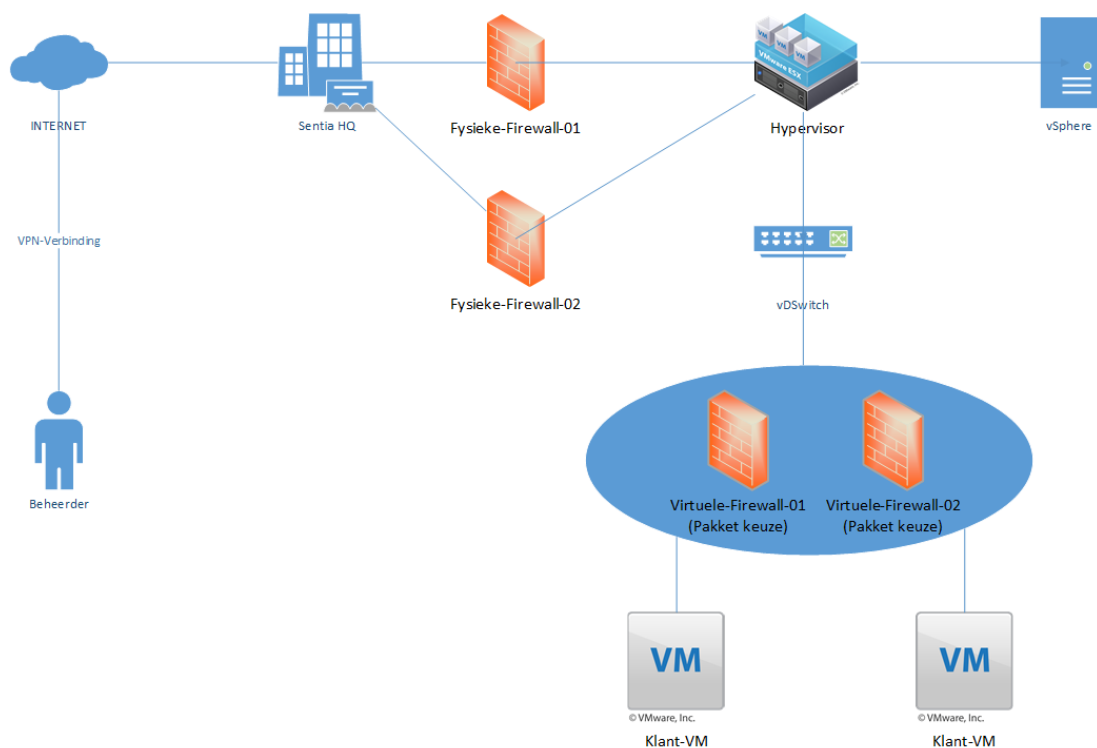 VM
VM
VM
VMware ESX
INTERNET
Sentia HQ
Fysieke-Firewall-01
Hypervisor
vSphere
VPN-Verbinding
Fysieke-Firewall-02
vDSwitch
Beheerder
Virtuele-Firewall-01
(Pakket keuze)
Virtuele-Firewall-02
(Pakket keuze)
VM
© VMware, Inc.
Klant-VM
VM
© VMware, Inc.
Klant-VM